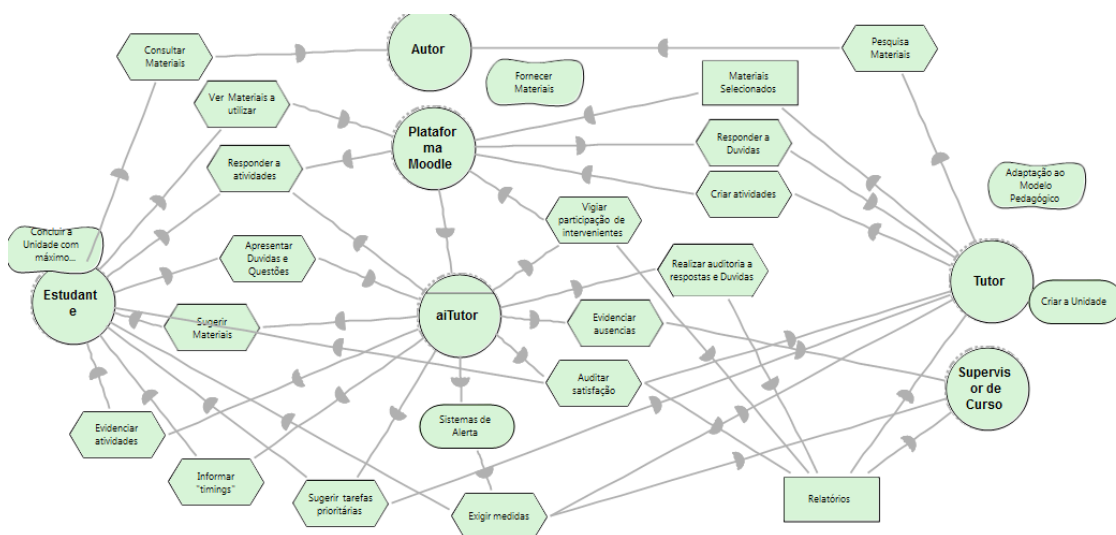 Consultar
Materiais
Autor
Pesquisa
Materiais
Fornecer
Materiais
Materiais
Selecionados
Ver Materiais a
utilizar
Platafor
ma
Moodle
Responder a
Duvidas
Responder a
atividades
Criar atividades
Adaptação ao
Modelo
Pedagógico
Vigiar
participação de
intervenientes
Concluir a
Unidade com
máximo...
Apresentar
Duvidas e
Questões
Realizar auditoria a
respostas e Duvidas
Estudant
e
aiTutor
Tutor
Criar a Unidade
Sugerir
Materiais
Evidenciar
ausencias
Auditar
satisfação
Supervis
or de
Curso
Evidenciar
atividades
Sistemas de
Alerta
Informar
"timings"
Sugerir tarefas
prioritárias
Exigir medidas
Relatórios